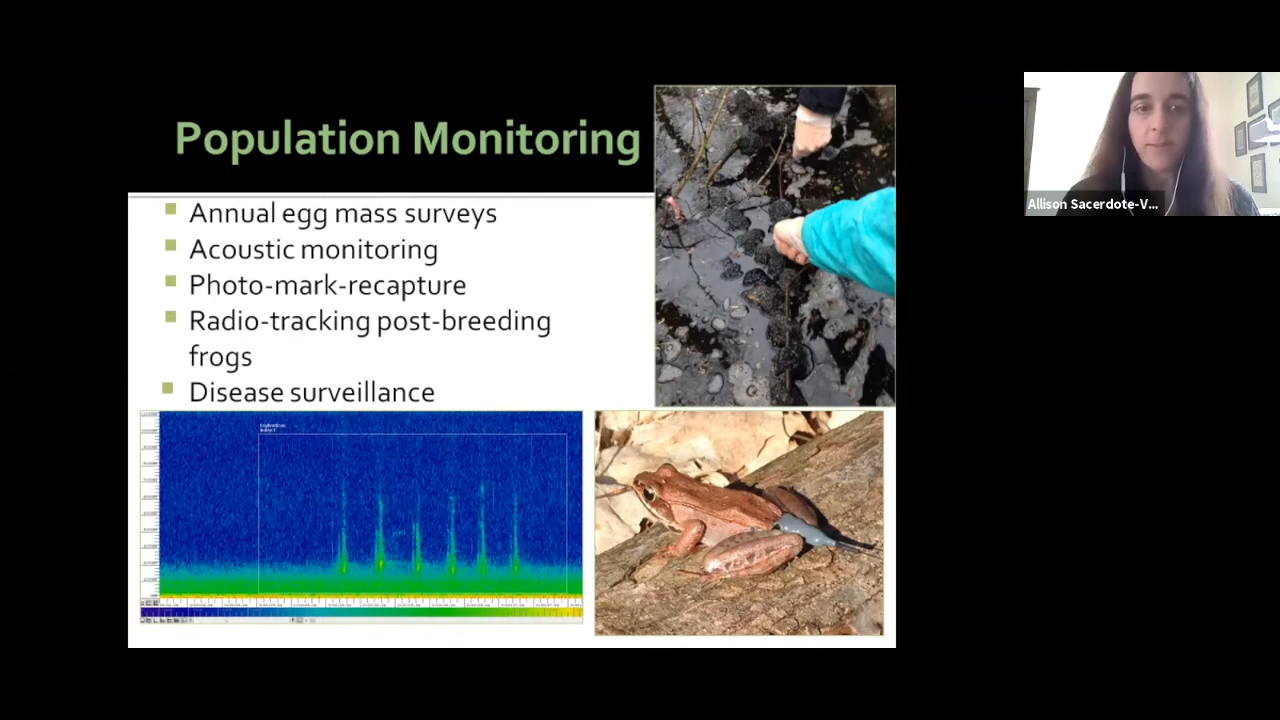 Population Monitoring
Annual egg mass surveys
Acoustic monitoring
Photo-mark-recapture
Radio-tracking post-breeding
frogs
Disease surveillance
Allison Sacerdote-V...